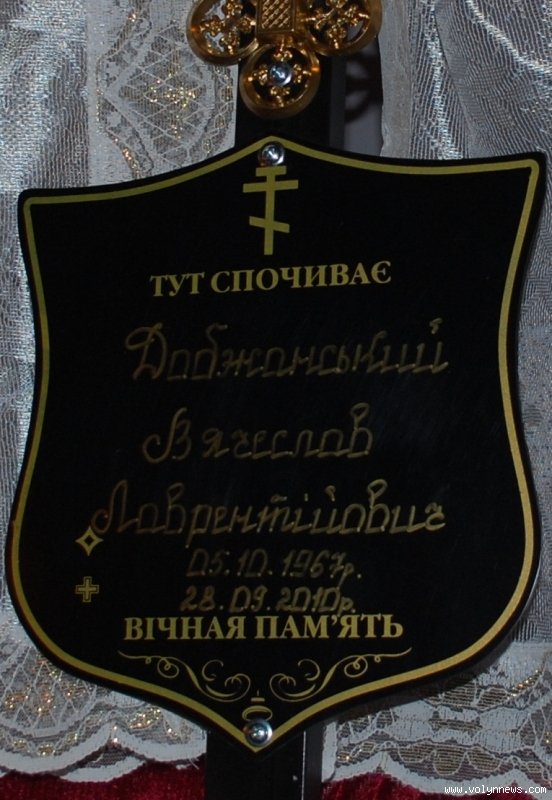 ТУТ СПОЧИВАЄ
Добжанський
Вячеслав
Лаврентійович
05.10.1967р.
28.09.2010р.
ВІЧНАЯ ПАМ'ЯТЬ
www.volynnews.com